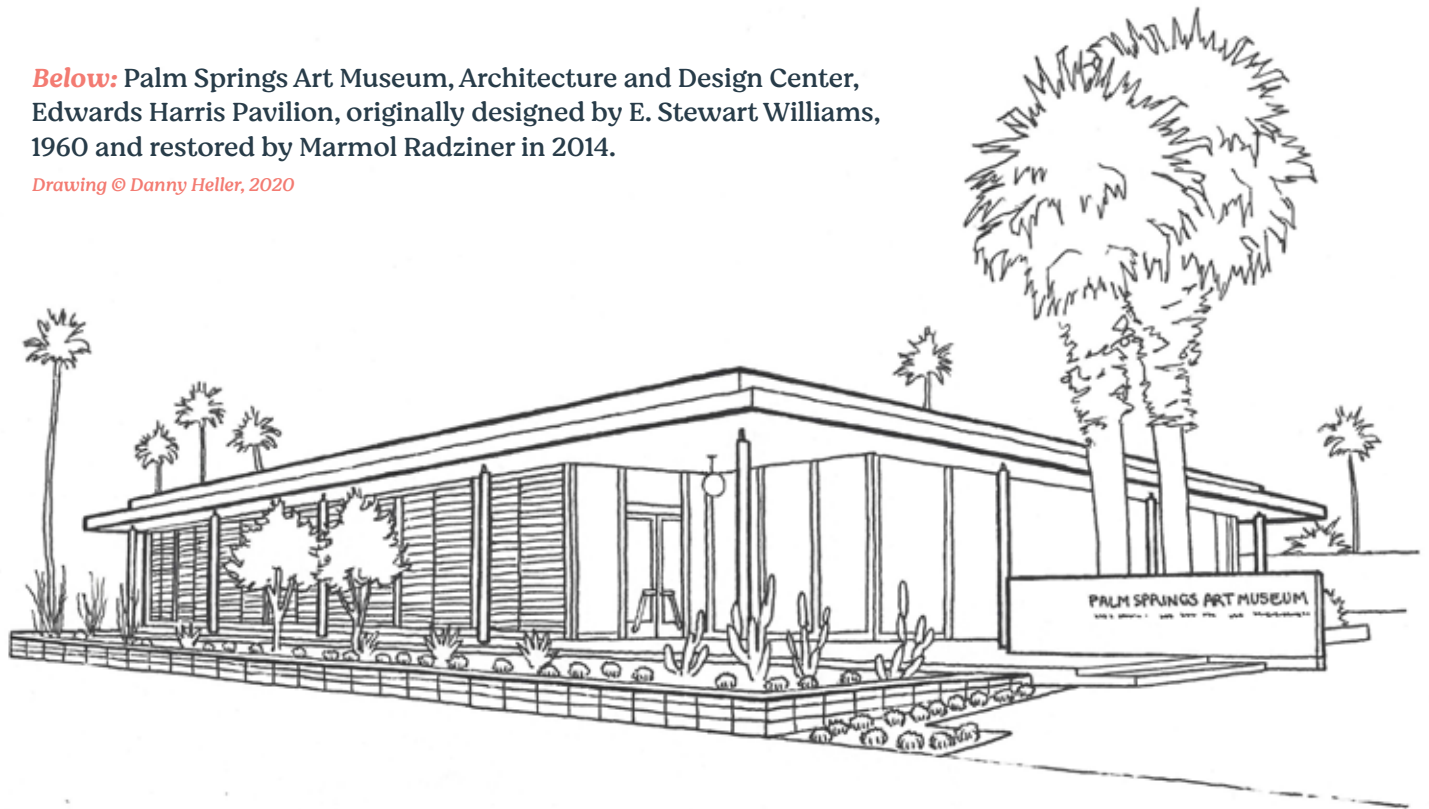 Below: Palm Springs Art Museum, Architecture and Design Center,
Edwards Harris Pavilion, originally designed by E. Stewart Williams,
1960 and restored by Marmol Radziner in 2014.
Drawing © Danny Heller, 2020
PALM SPRINGS ART MUSEUM